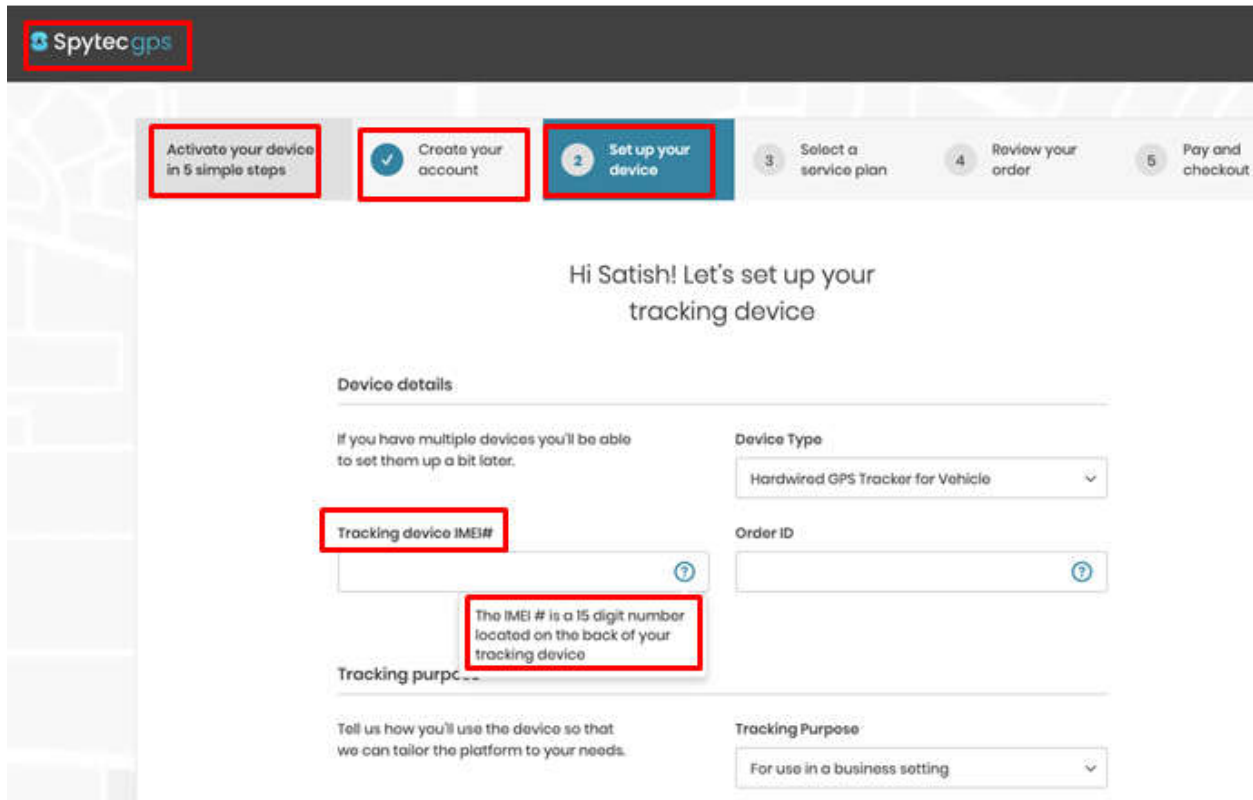 Spytec gps
Activate your device
in 5 simple steps
Create your
account
2
Set up your
device
3
Select a
service plan
4
Review your
order
5
Pay and
checkout
Hi Satish! Let's set up your
tracking device
Device details
If you have multiple devices you'll be able
to set them up a bit later.
Device Type
Hardwired GPS Tracker for Vehicle
Tracking device IMEI#
Order ID
?
?
The IMEI # is a 15 digit number
located on the back of your
tracking device
Tracking
Tell us how you'll use the device so that
we can tailor the platform to your needs.
Tracking Purpose
For use in a business setting